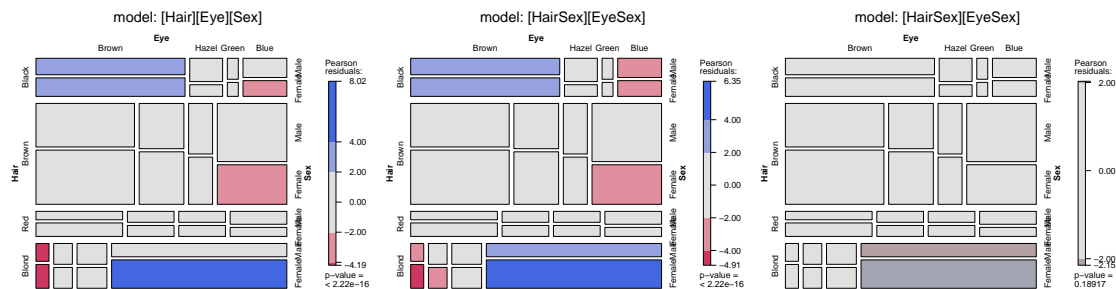 model: [Hair][Eye][Sex]
Eye
Brown Hazel Green Blue
Hair
Black
Brown
Red
Blond
Sex
Male
Female
Male
Female
Male
Female
Male
Female
Pearson
residuals:
8.02
4.00
2.00
0.00
−2.00
−4.00
−4.19
p−value =
< 2.22e−16
model: [HairSex][EyeSex]
Eye
Brown Hazel Green Blue
Hair
Black
Brown
Red
Blond
Sex
Male
Female
Male
Female
Male
Female
Male
Female
Pearson
residuals:
6.35
4.00
2.00
0.00
−2.00
−4.00
−4.91
p−value =
< 2.22e−16
model: [HairSex][EyeSex]
Eye
Brown Hazel Green Blue
Hair
Black
Brown
Red
Blond
Sex
Male
Female
Male
Female
Male
Female
Male
Female
Pearson
residuals:
2.00
0.00
−2.00
−2.15
p−value =
0.18917